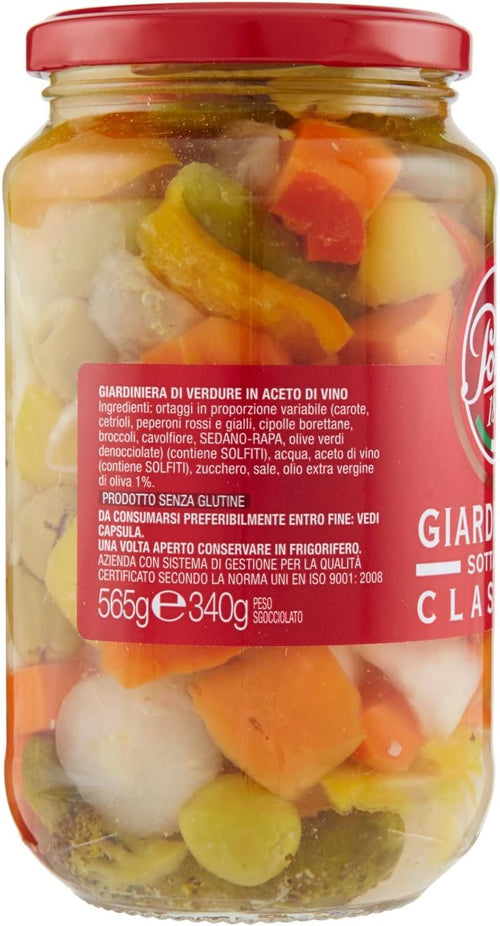 GIARDINIERA DI VERDURE IN ACETO DI VINO
Ingredienti: ortaggi in proporzione variabile (carote,
cetrioli, peperoni rossi e gialli, cipolle borettane,
broccoli, cavolfiore, SEDANO-RAPA, olive verdi
denocciolate) (contiene SOLFITI), acqua, aceto di vino
(contiene SOLFITI), zucchero, sale, olio extra vergine
di oliva 1%.
PRODOTTO SENZA GLUTINE
DA CONSUMARSI PREFERIBILMENTE ENTRO FINE: VEDI
CAPSULA.
UNA VOLTA APERTO CONSERVARE IN FRIGORIFERO.
AZIENDA CON SISTEMA DI GESTIONE PER LA QUALITÀ
CERTIFICATO SECONDO LA NORMA UNI EN ISO 9001: 2008
565g e 340g PESO
SGOCCIOLATO
GIARD
SOTT
CLAS